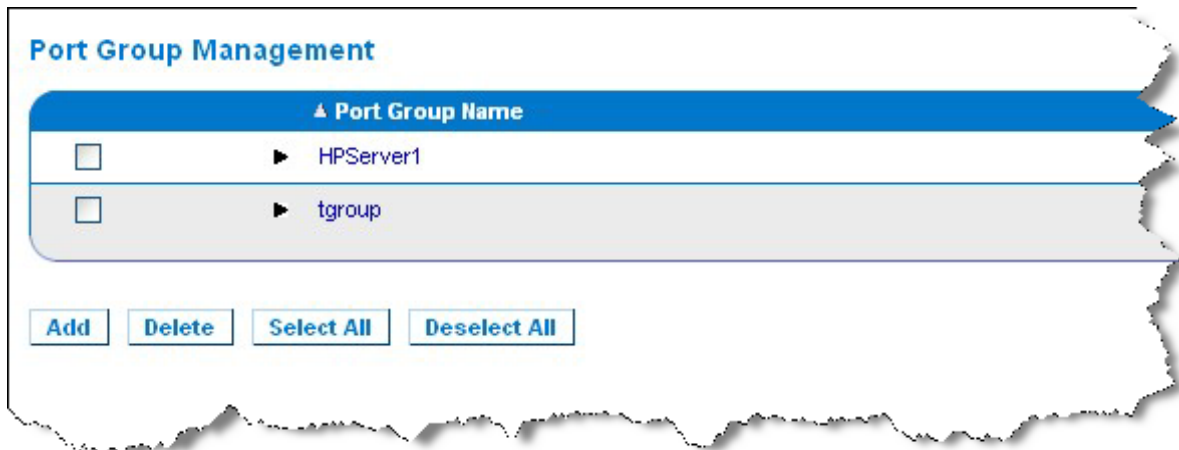 Port Group Management
Port Group Name
HPServer1
tgroup
Add Delete Select All Deselect All